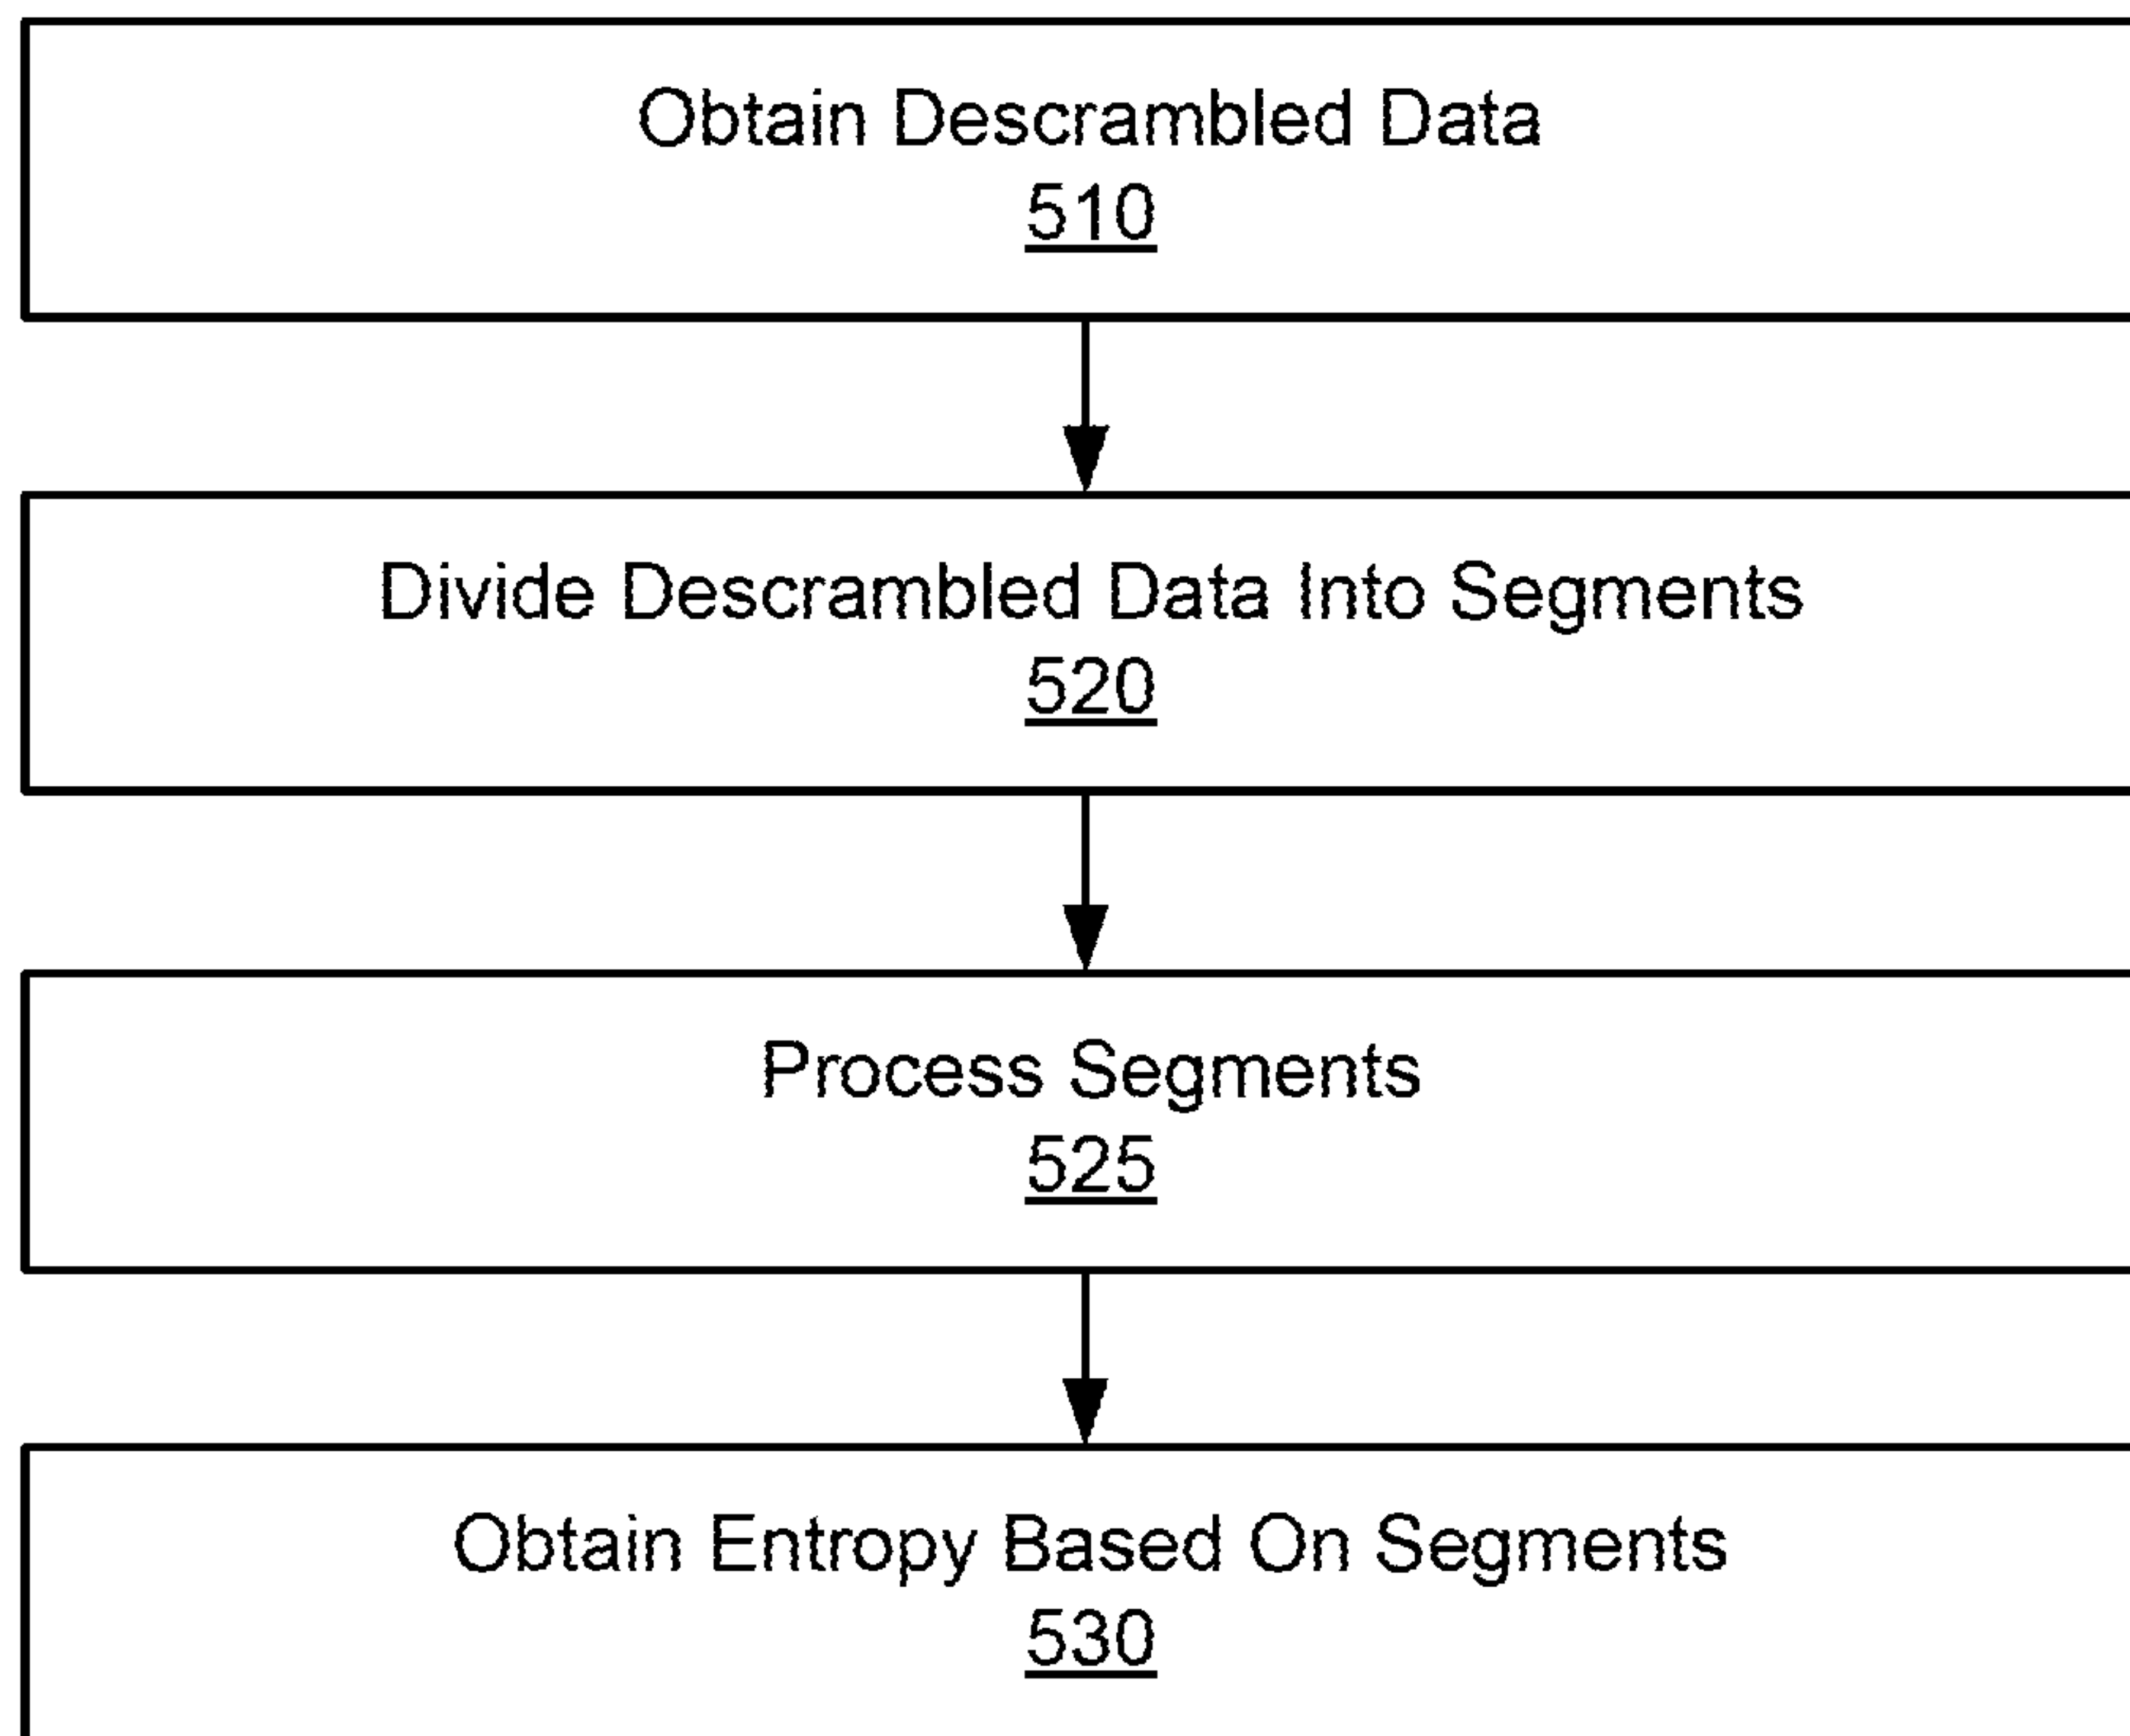 Obtain Descrambled Data
510
Divide Descrambled Data Into Segments
520
Process Segments
525
Obtain Entropy Based On Segments
530